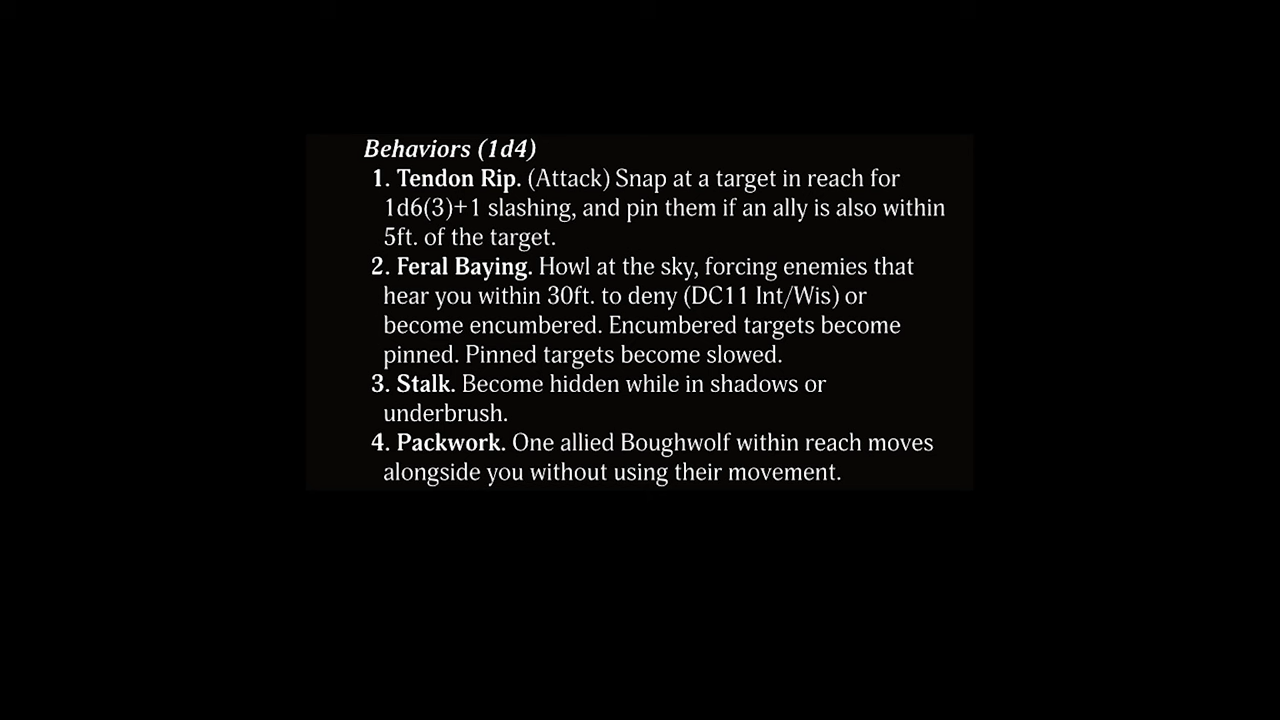 Behaviors (1d4)
1. Tendon Rip. (Attack) Snap at a target in reach for
1d6(3)+1 slashing, and pin them if an ally is also within
5ft. of the target.
2. Feral Baying. Howl at the sky, forcing enemies that
hear you within 30ft. to deny (DC11 Int/Wis) or
become encumbered. Encumbered targets become
pinned. Pinned targets become slowed.
3. Stalk. Become hidden while in shadows or
underbrush.
4. Packwork. One allied Boughwolf within reach moves
alongside you without using their movement.